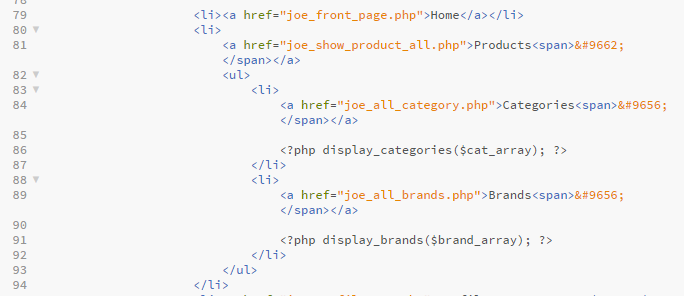 79 <li><a href="joe_front_page.php">Home</a></li>
80 <li>
81 <a href="joe_show_product_all.php">Products<span>&#9662;
</span></a>
82 <ul>
83 <li>
84 <a href="joe_all_category.php">Categories<span>&#9656;
</span></a>
85
86 <?php display_categories($cat_array); ?>
87 </li>
88 <li>
89 <a href="joe_all_brands.php">Brands<span>&#9656;
</span></a>
90
91 <?php display_brands($brand_array); ?>
92 </li>
93 </ul>
94 </li>